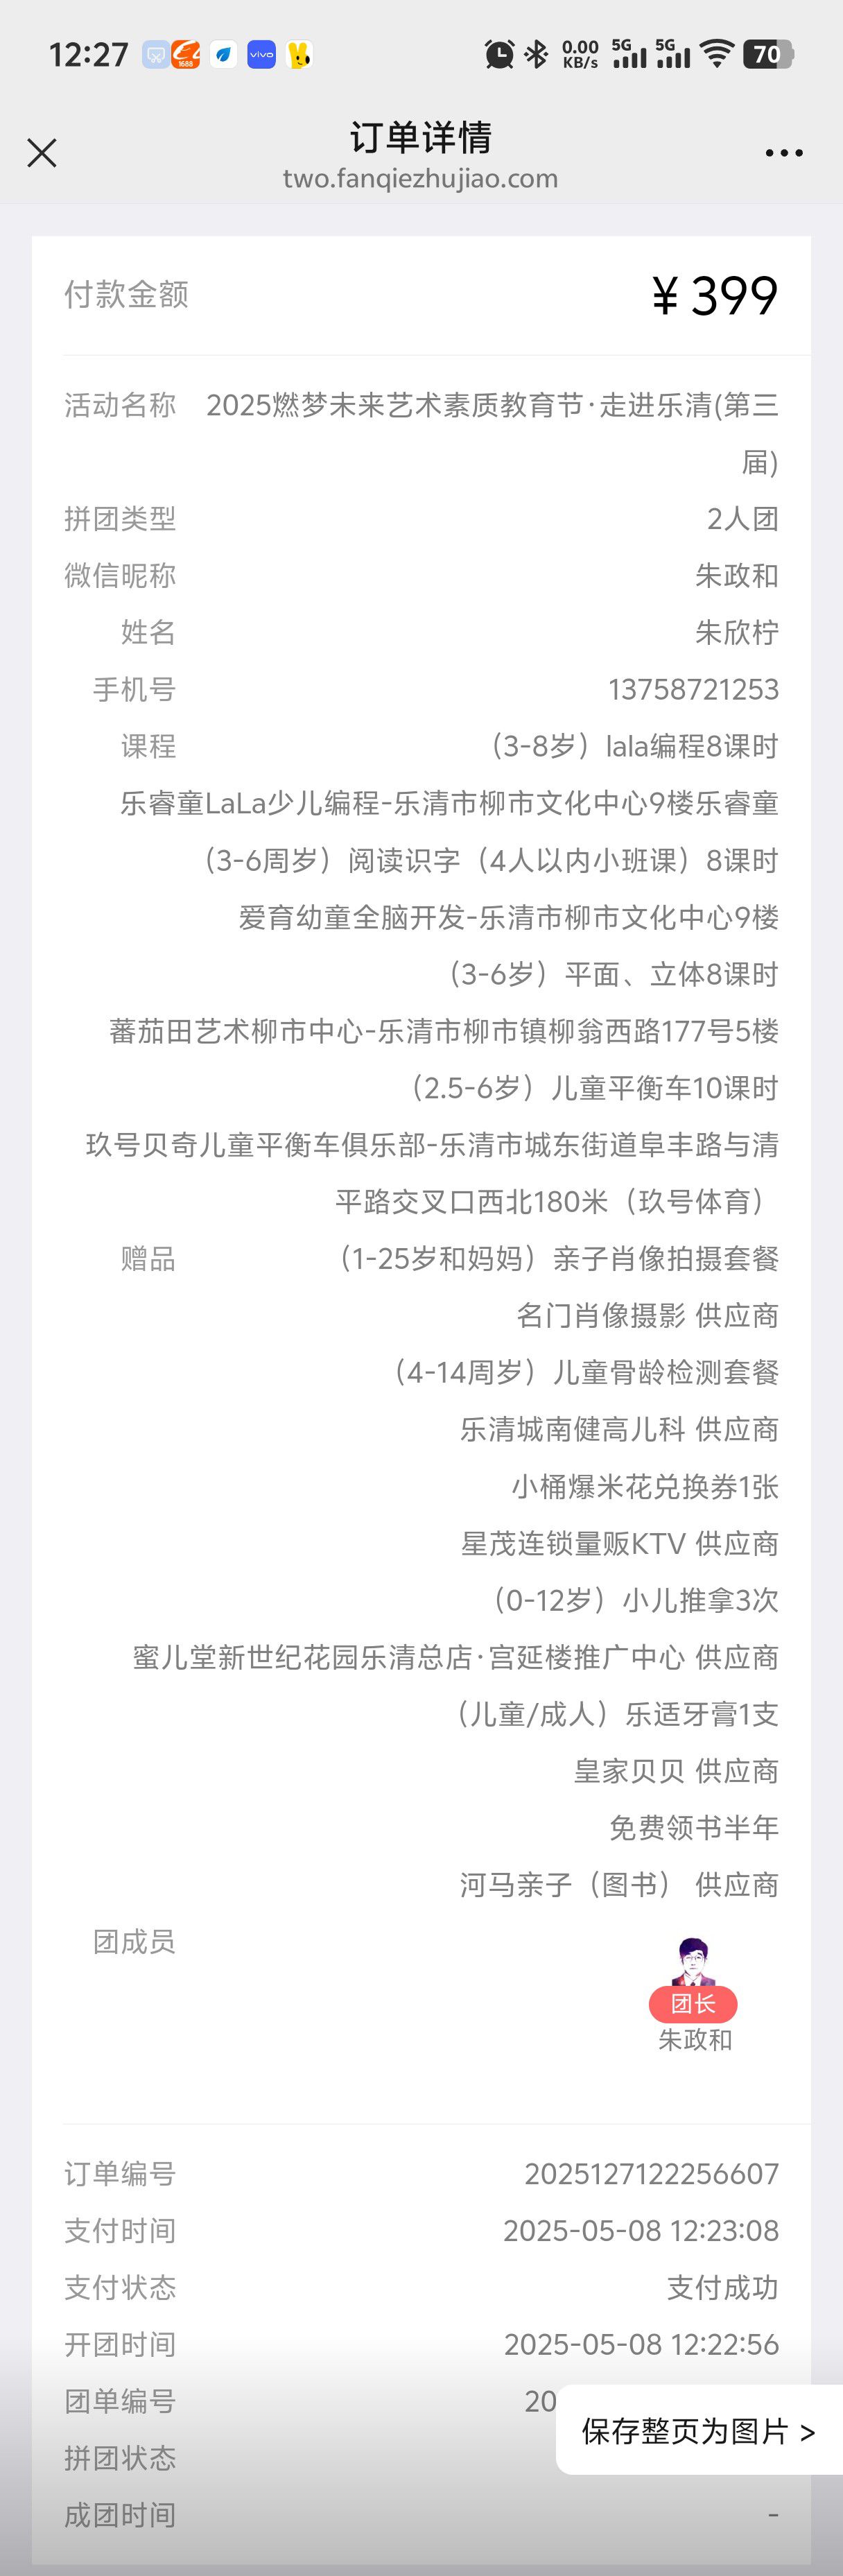 12:27
1688
vivo
0.00
KB/s
5G
5G
70
订单详情
two.fanqiezhujiao.com
付款金额 ¥399
活动名称 2025燃梦未来艺术素质教育节·走进乐清(第三
届)
拼团类型 2人团
微信昵称 朱政和
姓名 朱欣柠
手机号 13758721253
课程 (3-8岁）lala编程8课时
乐睿童LaLa少儿编程-乐清市柳市文化中心9楼乐睿童
（3-6周岁）阅读识字（4人以内小班课）8课时
爱育幼童全脑开发-乐清市柳市文化中心9楼
（3-6岁）平面、立体8课时
蕃茄田艺术柳市中心-乐清市柳市镇柳翁西路177号5楼
（2.5-6岁）儿童平衡车10课时
玖号贝奇儿童平衡车俱乐部-乐清市城东街道阜丰路与清
平路交叉口西北180米（玖号体育）
赠品 （1-25岁和妈妈）亲子肖像拍摄套餐
名门肖像摄影 供应商
（4-14周岁）儿童骨龄检测套餐
乐清城南健高儿科 供应商
小桶爆米花兑换券1张
星茂连锁量贩KTV 供应商
（0-12岁）小儿推拿3次
蜜儿堂新世纪花园乐清总店·宫延楼推广中心 供应商
（儿童/成人）乐适牙膏1支
皇家贝贝 供应商
免费领书半年
河马亲子（图书） 供应商
团成员
团长
朱政和
订单编号 2025127122256607
支付时间 2025-05-08 12:23:08
支付状态 支付成功
开团时间 2025-05-08 12:22:56
团单编号 20
保存整页为图片 >
拼团状态
成团时间 -